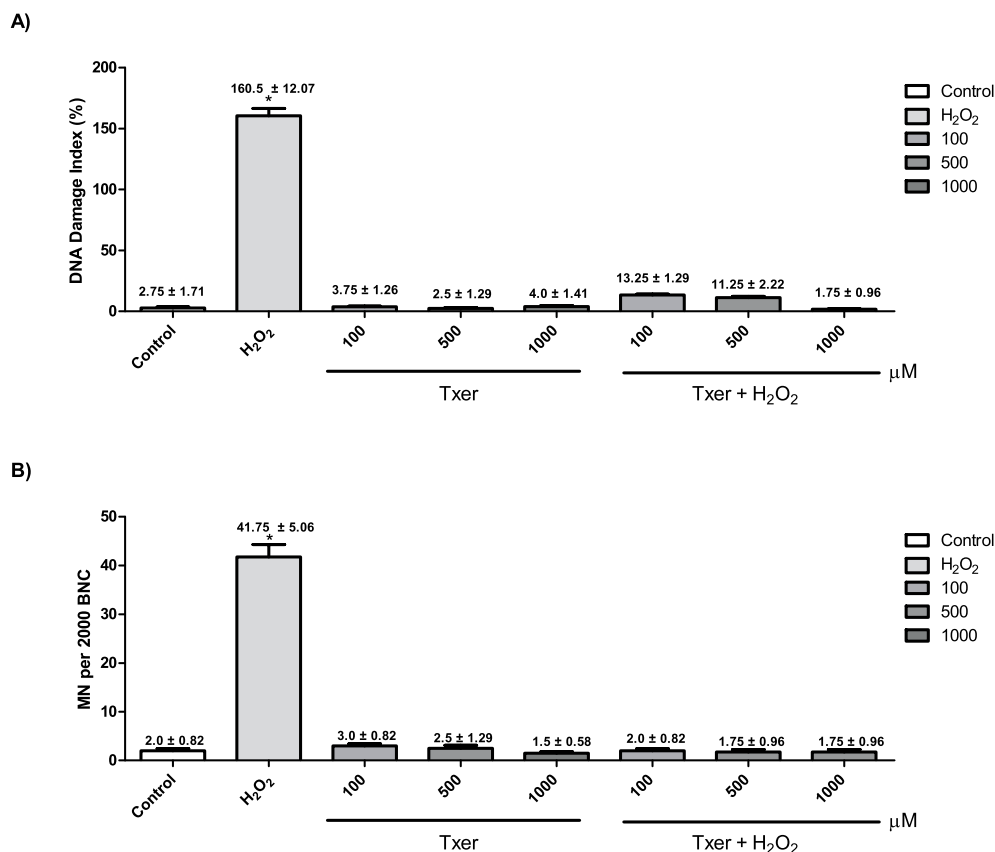 A)
DNA Damage Index (%)
200
150
100
50
0
2.75 ± 1.71
160.5 ± 12.07
*
3.75 ± 1.26
2.5 ± 1.29
4.0 ± 1.41
13.25 ± 1.29
11.25 ± 2.22
1.75 ± 0.96
Control
H₂O₂
100
500
1000
100
500
1000
μM
Txer
Txer + H₂O₂
Control
H₂O₂
100
500
1000
B)
MN per 2000 BNC
50
40
30
20
10
0
2.0 ± 0.82
41.75 ± 5.06
*
3.0 ± 0.82
2.5 ± 1.29
1.5 ± 0.58
2.0 ± 0.82
1.75 ± 0.96
1.75 ± 0.96
Control
H₂O₂
100
500
1000
100
500
1000
μM
Txer
Txer + H₂O₂
Control
H₂O₂
100
500
1000